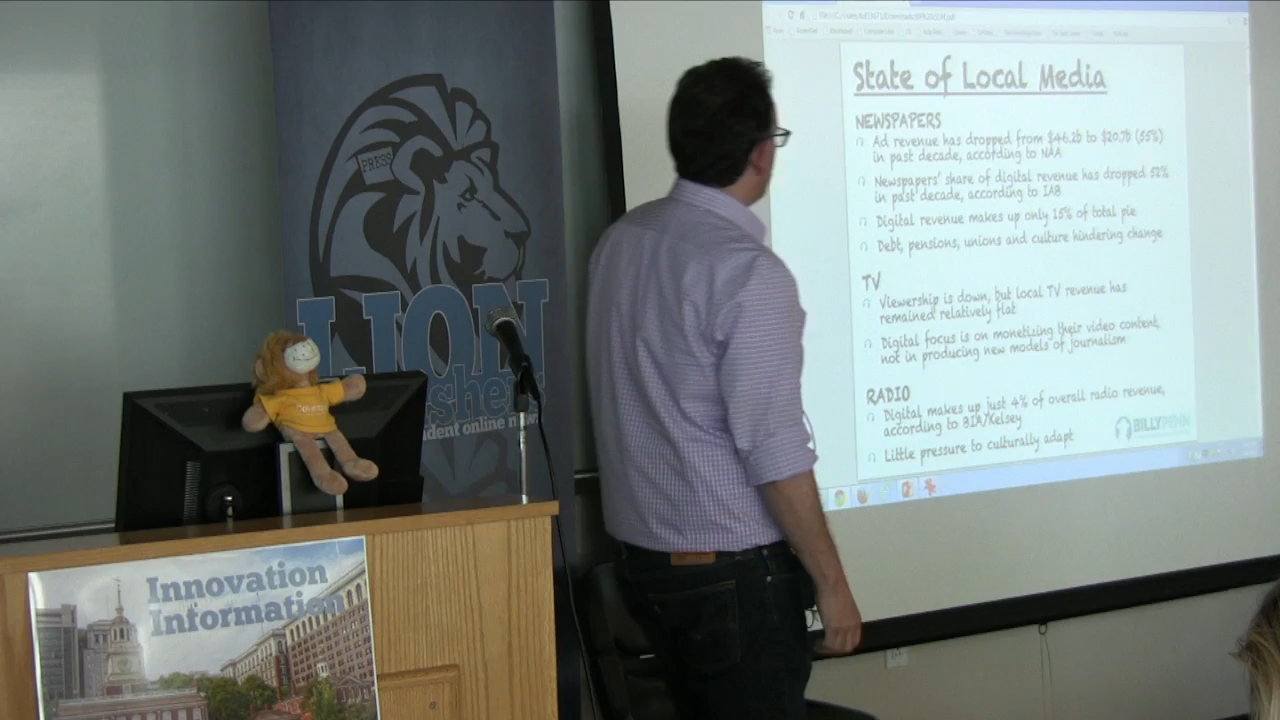 State of Local Media
NEWSPAPERS
Ad revenue has dropped from $46.2b to $20.7b (55%)
in past decade, according to NAA
Newspapers' share of digital revenue has dropped 52%
in past decade, according to IAB
Digital revenue makes up only 15% of total pie
Debt, pensions, unions and culture hindering change
TV
Viewership is down, but local TV revenue has
remained relatively flat
Digital focus is on monetizing their video content,
not in producing new models of journalism
RADIO
Digital makes up just 4% of overall radio revenue,
according to BIA/Kelsey
Little pressure to culturally adapt
BILLYPENN
PRESS
LION
Innovation
Information